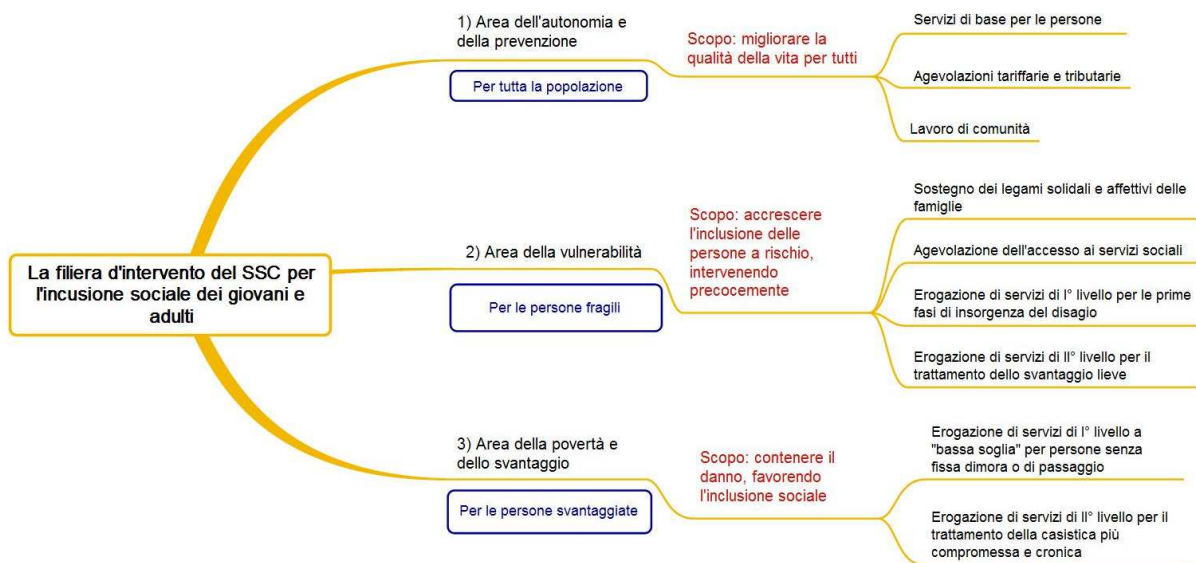 La filiera d'intervento del SSC per
l'incusione sociale dei giovani e
adulti
1) Area dell'autonomia e
della prevenzione
Per tutta la popolazione
Scopo: migliorare la
qualità della vita per tutti
Servizi di base per le persone
Agevolazioni tariffarie e tributarie
Lavoro di comunità
2) Area della vulnerabilità
Per le persone fragili
Scopo: accrescere
l'inclusione delle
persone a rischio,
intervenendo
precocemente
Sostegno dei legami solidali e affettivi delle
famiglie
Agevolazione dell'accesso ai servizi sociali
Erogazione di servizi di I° livello per le prime
fasi di insorgenza del disagio
Erogazione di servizi di II° livello per il
trattamento dello svantaggio lieve
3) Area della povertà e
dello svantaggio
Per le persone svantaggiate
Scopo: contenere il
danno, favorendo
l'inclusione sociale
Erogazione di servizi di I° livello a
"bassa soglia" per persone senza
fissa dimora o di passaggio
Erogazione di servizi di II° livello per il
trattamento della casistica più
compromessa e cronica